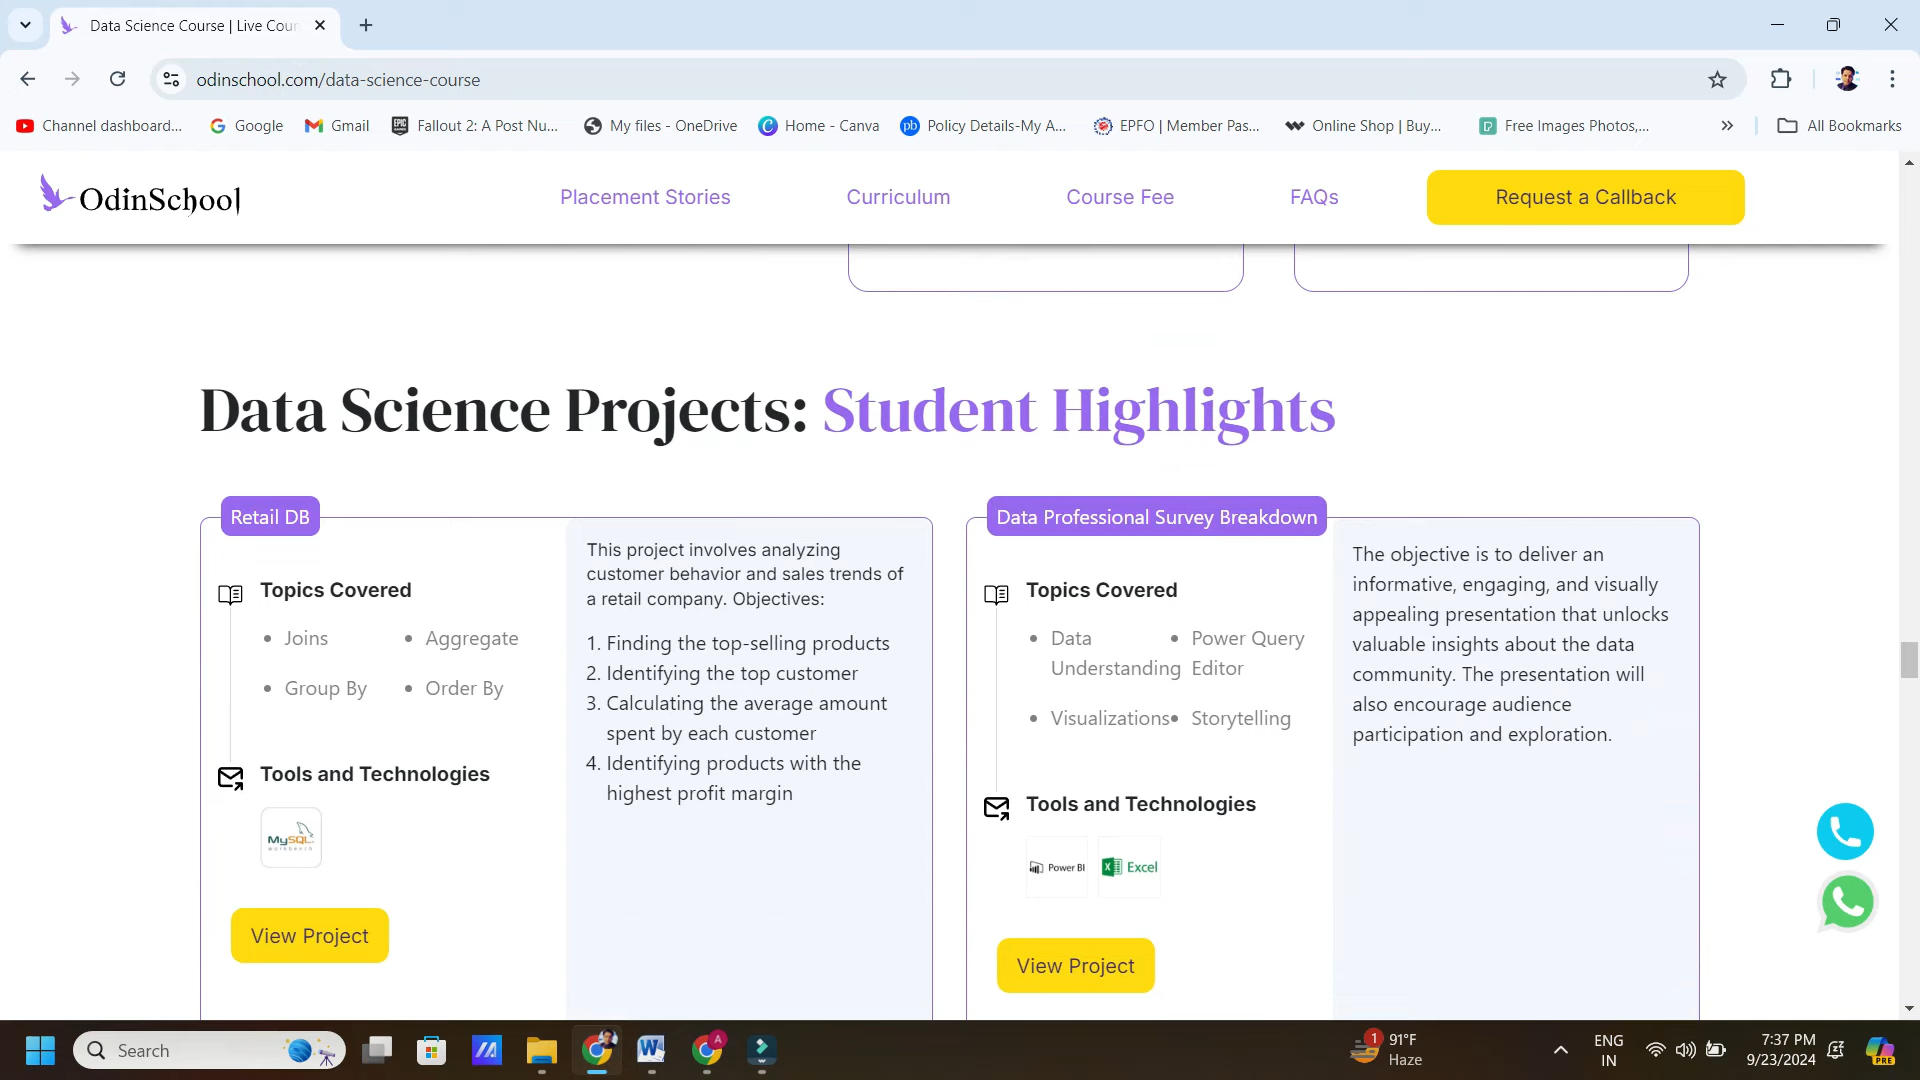 Data Science Course | Live Cour
odinschool.com/data-science-course
Channel dashboard...
Google
Gmail
Fallout 2: A Post Nu...
My files - OneDrive
Home - Canva
pb
Policy Details-My A...
EPFO | Member Pas...
Online Shop | Buy...
Free Images Photos,...
All Bookmarks
OdinSchool
Placement Stories
Curriculum
Course Fee
FAQs
Request a Callback
Data Science Projects: Student Highlights
Retail DB
Topics Covered
Joins
Aggregate
Group By
Order By
Tools and Technologies
MySQL
workbench
View Project
This project involves analyzing
customer behavior and sales trends of
a retail company. Objectives:
1. Finding the top-selling products
2. Identifying the top customer
3. Calculating the average amount
spent by each customer
4. Identifying products with the
highest profit margin
Data Professional Survey Breakdown
Topics Covered
Data
Understanding
Power Query
Editor
Visualizations
Storytelling
Tools and Technologies
Power BI
Excel
View Project
The objective is to deliver an
informative, engaging, and visually
appealing presentation that unlocks
valuable insights about the data
community. The presentation will
also encourage audience
participation and exploration.
Search
A
1
91°F
Haze
ENG
IN
7:37 PM
9/23/2024
PRE